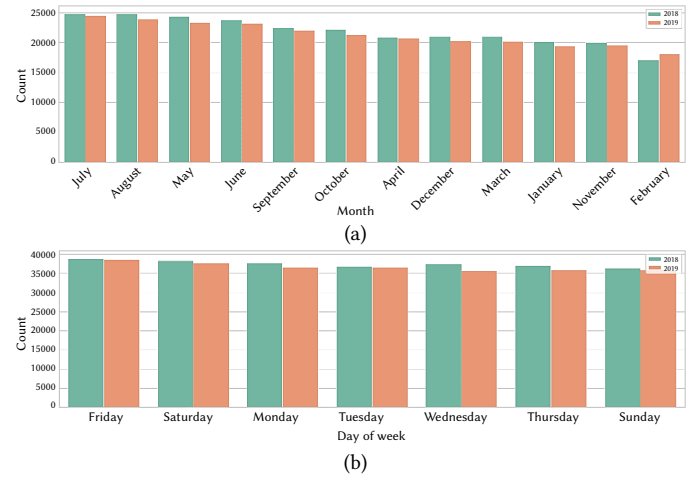 25000
20000
15000
10000
5000
0
Count
2018
2019
July
August
May
June
September
October
April
December
March
January
November
February
Month
(a)
40000
35000
30000
25000
20000
15000
10000
5000
0
Count
2018
2019
Friday
Saturday
Monday
Tuesday
Wednesday
Thursday
Sunday
Day of week
(b)